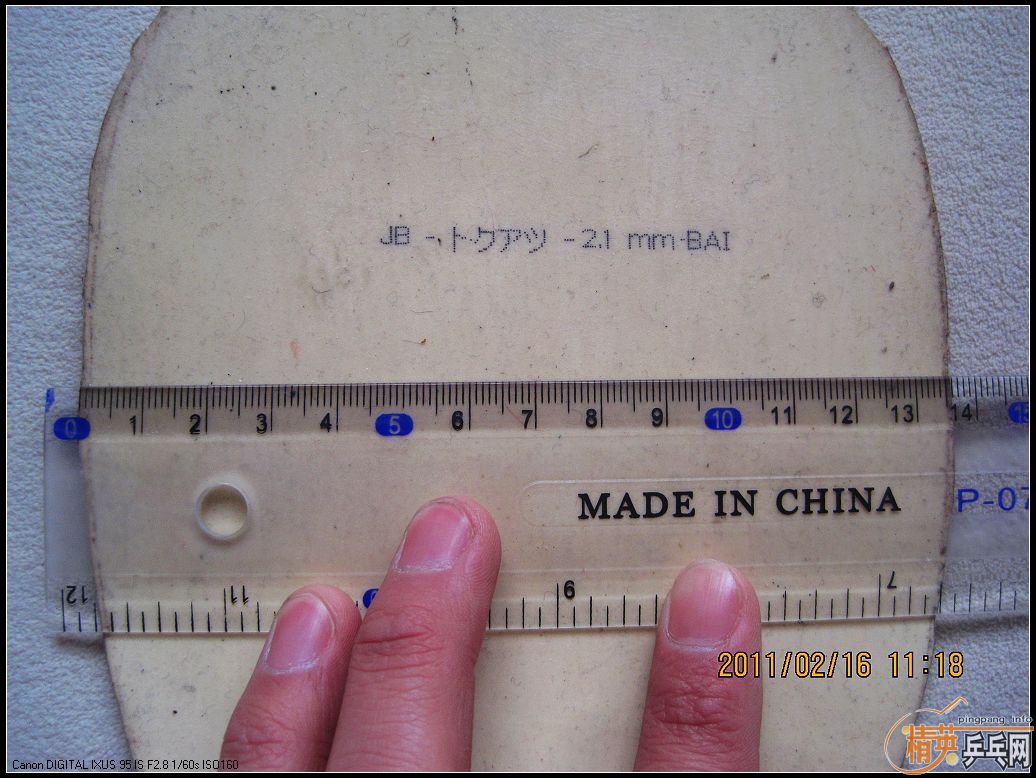 JB - トクアツ - 2.1 mm-BAI
0 1 2 3 4 5 6 7 8 9 10 11 12 13 14 15
MADE IN CHINA
P-07
12 11 6 7
2011/02/16 11:18
pingpang.info
精英乒乓网
Canon DIGITAL IXUS 95 IS F2.8 1/60s ISO160